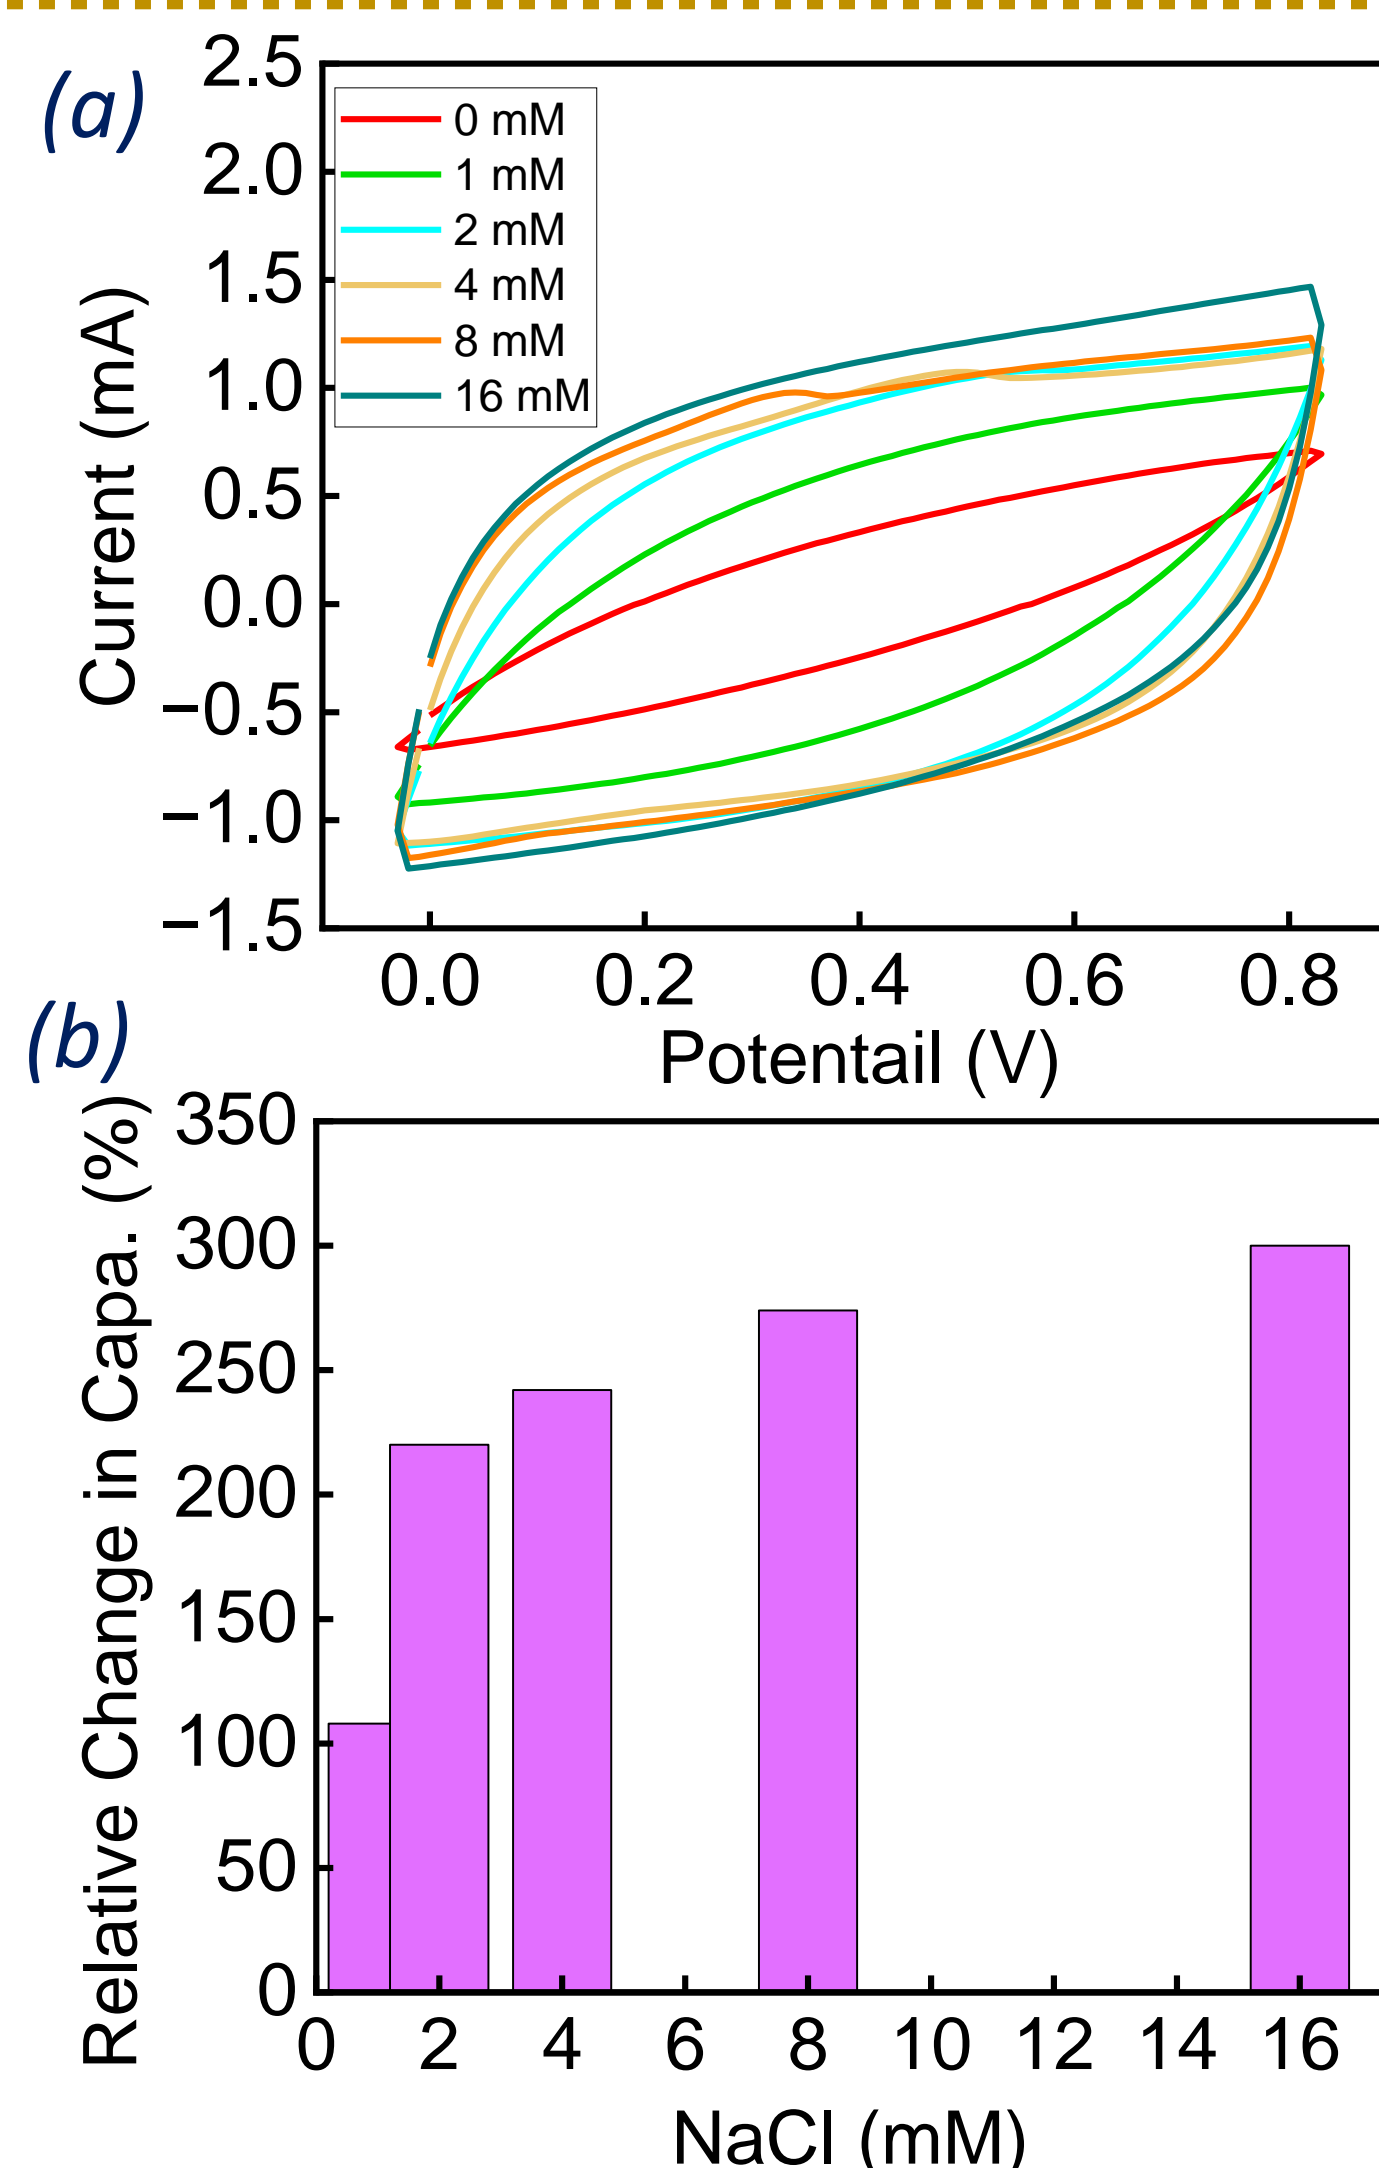 (a)
Current (mA)
2.5
2.0
1.5
1.0
0.5
0.0
−0.5
−1.0
−1.5
0 mM
1 mM
2 mM
4 mM
8 mM
16 mM
0.0 0.2 0.4 0.6 0.8
Potentail (V)
(b)
Relative Change in Capa. (%)
350
300
250
200
150
100
50
0
0 2 4 6 8 10 12 14 16
NaCl (mM)